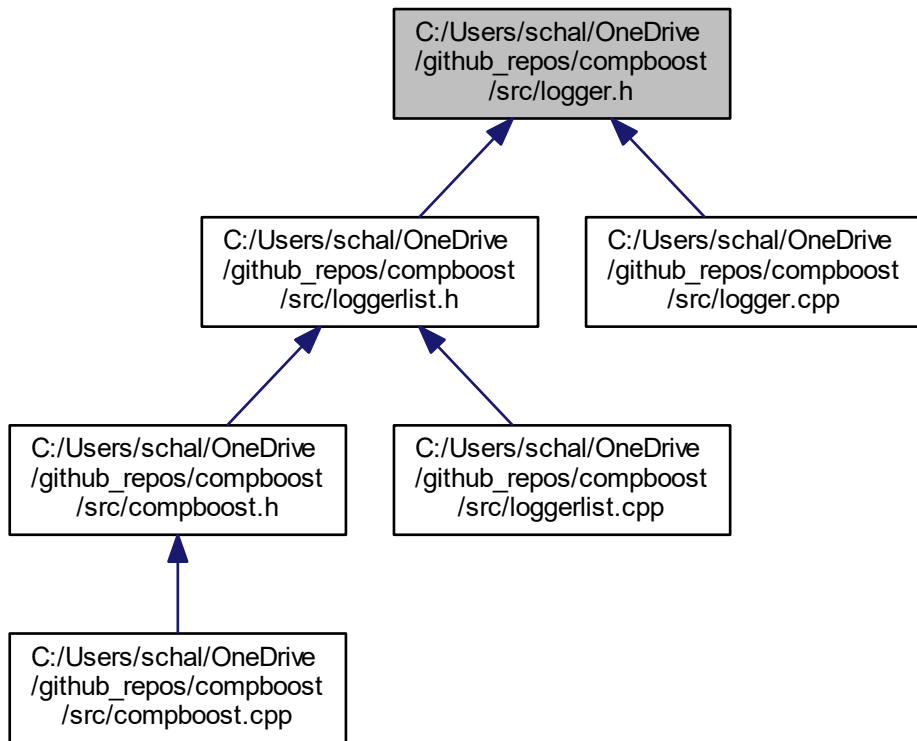 C:/Users/schal/OneDrive
/github_repos/compboost
/src/logger.h
C:/Users/schal/OneDrive
/github_repos/compboost
/src/loggerlist.h
C:/Users/schal/OneDrive
/github_repos/compboost
/src/logger.cpp
C:/Users/schal/OneDrive
/github_repos/compboost
/src/compboost.h
C:/Users/schal/OneDrive
/github_repos/compboost
/src/loggerlist.cpp
C:/Users/schal/OneDrive
/github_repos/compboost
/src/compboost.cpp